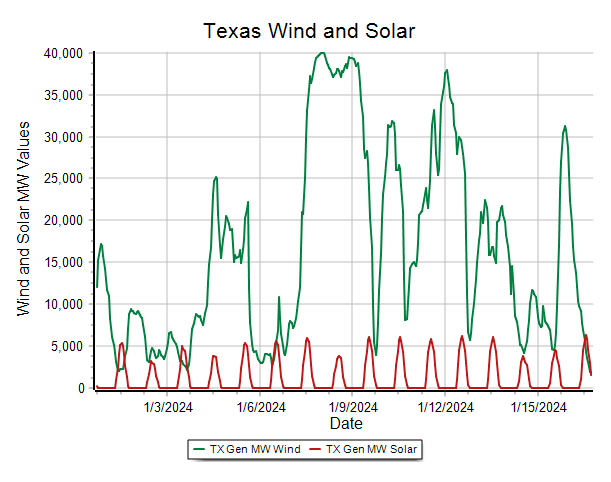 Texas Wind and Solar
Wind and Solar MW Values
40,000
35,000
30,000
25,000
20,000
15,000
10,000
5,000
0
1/3/2024 1/6/2024 1/9/2024 1/12/2024 1/15/2024
Date
TX Gen MW Wind TX Gen MW Solar